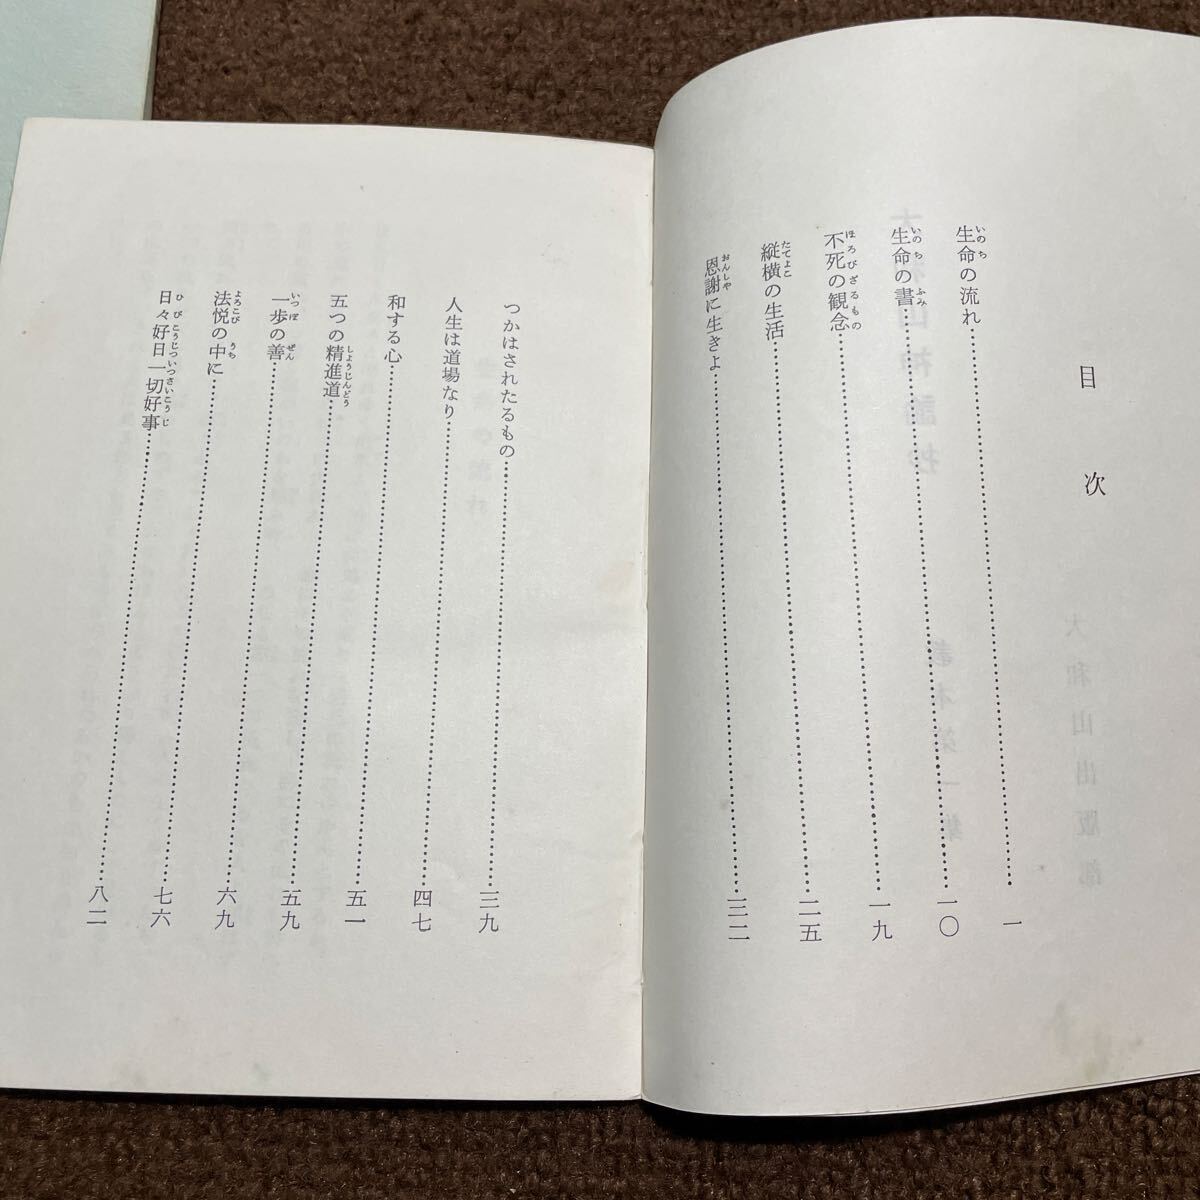 目次
生命の流れ……一
生命の書……一〇
不死の観念……一九
縦横の生活……二五
恩謝に生きよ……三二
つかはされたるもの……三九
人生は道場なり……四七
和する心……五一
五つの精進道……五九
一歩の善……六九
法悦の中に……七六
日々好日一切好事……八二